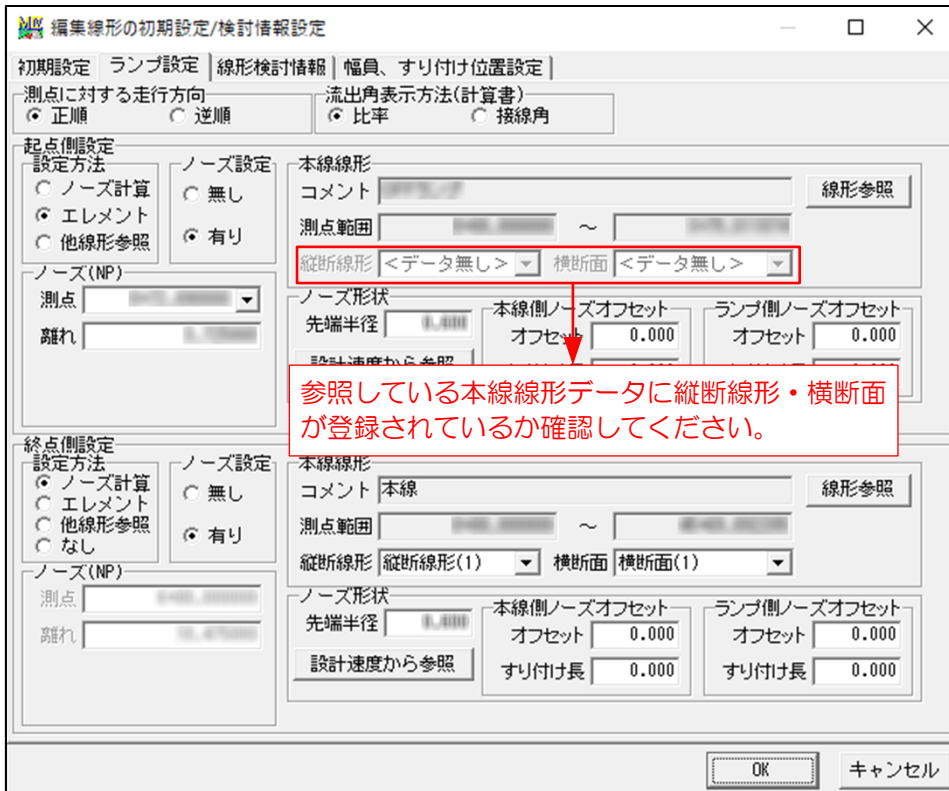 編集線形の初期設定/検討情報設定
初期設定 ランプ設定 線形検討情報 幅員、すり付け位置設定
測点に対する走行方向 流出角表示方法(計算書)
正順 逆順 比率 接線角
起点側設定
設定方法 ノーズ設定 本線線形
ノーズ計算 無し コメント 線形参照
エレメント 有り 測点範囲 ～
他線形参照
縦断線形 <データ無し> 横断面 <データ無し>
ノーズ(NP) ノーズ形状 本線側ノーズオフセット ランプ側ノーズオフセット
測点 先端半径 オフセット 0.000 オフセット 0.000
離れ 設計速度から参照
参照している本線線形データに縦断線形・横断面
が登録されているか確認してください。
終点側設定
設定方法 ノーズ設定 本線線形
ノーズ計算 無し コメント 本線 線形参照
エレメント
他線形参照 有り 測点範囲 ～
なし
縦断線形 縦断線形(1) 横断面 横断面(1)
ノーズ(NP) ノーズ形状 本線側ノーズオフセット ランプ側ノーズオフセット
測点 先端半径 オフセット 0.000 オフセット 0.000
離れ 設計速度から参照 すり付け長 0.000 すり付け長 0.000
OK キャンセル